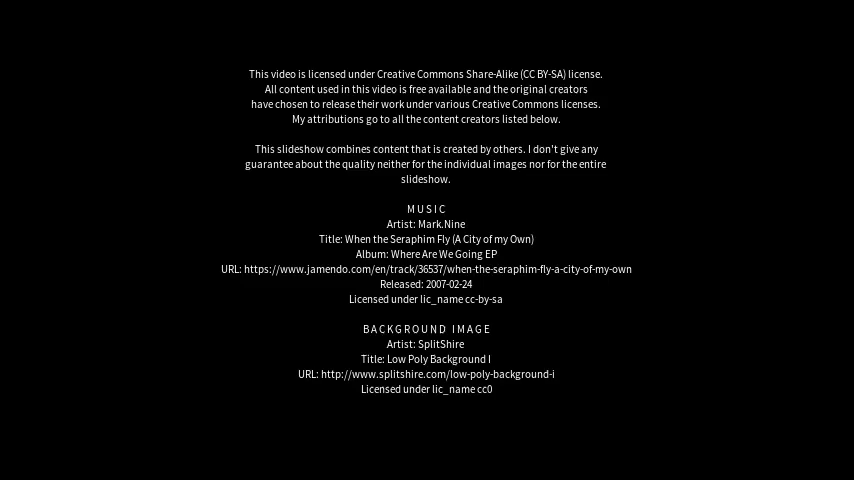 This video is licensed under Creative Commons Share-Alike (CC BY-SA) license.
All content used in this video is free available and the original creators
have chosen to release their work under various Creative Commons licenses.
My attributions go to all the content creators listed below.
This slideshow combines content that is created by others. I don't give any
guarantee about the quality neither for the individual images nor for the entire
slideshow.
M U S I C
Artist: Mark.Nine
Title: When the Seraphim Fly (A City of my Own)
Album: Where Are We Going EP
URL: https://www.jamendo.com/en/track/36537/when-the-seraphim-fly-a-city-of-my-own
Released: 2007-02-24
Licensed under lic_name cc-by-sa
B A C K G R O U N D   I M A G E
Artist: SplitShire
Title: Low Poly Background I
URL: http://www.splitshire.com/low-poly-background-i
Licensed under lic_name cc0